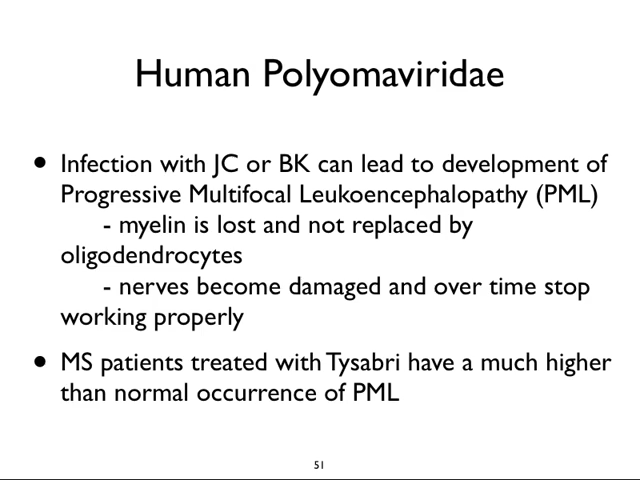 Human Polyomaviridae
• Infection with JC or BK can lead to development of
Progressive Multifocal Leukoencephalopathy (PML)
- myelin is lost and not replaced by
oligodendrocytes
- nerves become damaged and over time stop
working properly
• MS patients treated with Tysabri have a much higher
than normal occurrence of PML
51